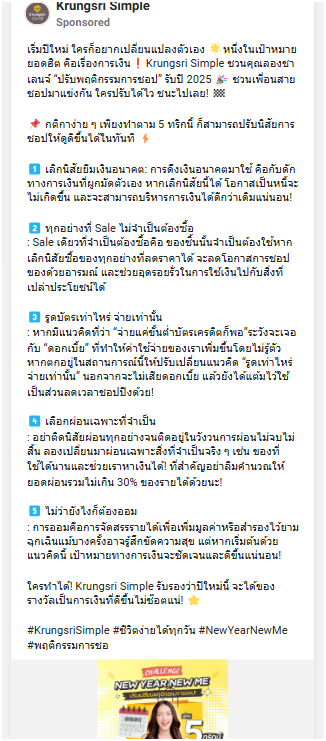 Krungsri Simple
krungsri simple
Sponsored
เริ่มปีใหม่ ใครก็อยากเปลี่ยนแปลงตัวเอง 🌟 หนึ่งในเป้าหมาย
ยอดฮิต คือเรื่องการเงิน❗ Krungsri Simple ชวนคุณลองชา
เลนจ์ "ปรับพฤติกรรมการชอป" รับปี 2025 🎉 ชวนเพื่อนสาย
ชอปมาแข่งกัน ใครปรับได้ไว ชนะไปเลย! 🏁
📌 กติกาง่าย ๆ เพียงทำตาม 5 ทริกนี้ ก็สามารถปรับนิสัยการ
ชอปให้ดูดีขึ้นได้ในทันที ⚡
1️⃣ เลิกนิสัยยืมเงินอนาคต: การดึงเงินอนาคตมาใช้ คือกับดัก
ทางการเงินที่ผูกมัดตัวเอง หากเลิกนิสัยนี้ได้ โอกาสเป็นหนี้จะ
ไม่เกิดขึ้น และจะสามารถบริหารการเงินได้ดีกว่าเดิมแน่นอน!
2️⃣ ทุกอย่างที่ Sale ไม่จำเป็นต้องซื้อ
: Sale เดียวที่จำเป็นต้องซื้อคือ ของชิ้นนั้นจำเป็นต้องใช้หาก
เลิกนิสัยซื้อของทุกอย่างที่ลดราคาได้ จะลดโอกาสการชอป
ของด้วยอารมณ์ และช่วยอุดรอยรั่วในการใช้เงินไปกับสิ่งที่
เปล่าประโยชน์ได้
3️⃣ รูดบัตรเท่าไหร่ จ่ายเท่านั้น
: หากมีแนวคิดที่ว่า "จ่ายแค่ขั้นต่ำบัตรเครดิตก็พอ"ระวังจะเจอ
กับ "ดอกเบี้ย" ที่ทำให้ค่าใช้จ่ายของเราเพิ่มขึ้นโดยไม่รู้ตัว
หากตกอยู่ในสถานการณ์นี้ให้ปรับเปลี่ยนแนวคิด "รูดเท่าไหร่
จ่ายเท่านั้น" นอกจากจะไม่เสียดอกเบี้ย แล้วยังได้แต้มไว้ใช้
เป็นส่วนลดเวลาชอปปิงด้วย!
4️⃣ เลือกผ่อนเฉพาะที่จำเป็น
: อย่าติดนิสัยผ่อนทุกอย่างจนติดอยู่ในวังวนการผ่อนไม่จบไม่
สิ้น ลองเปลี่ยนมาผ่อนเฉพาะสิ่งที่จำเป็นจริง ๆ เช่น ของที่
ใช้ได้นานและช่วยเราหาเงินได้! ที่สำคัญอย่าลืมคำนวณให้
ยอดผ่อนรวมไม่เกิน 30% ของรายได้ด้วยนะ!
5️⃣ ไม่ว่ายังไงก็ต้องออม
: การออมคือการจัดสรรรายได้เพื่อเพิ่มมูลค่าหรือสำรองไว้ยาม
ฉุกเฉินแม้บางครั้งอาจรู้สึกขัดความสุข แต่หากเริ่มต้นด้วย
แนวคิดนี้ เป้าหมายทางการเงินจะชัดเจนและดีขึ้นแน่นอน!
ใครทำได้! Krungsri Simple รับรองว่าปีใหม่นี้ จะได้ของ
รางวัลเป็นการเงินที่ดีขึ้นไม่ช็อตแน่! ⭐
#KrungsriSimple #ชีวิตง่ายได้ทุกวัน #NewYearNewMe
#พฤติกรรมการชอ
CHALLENGE
NEW YEAR NEW ME
ปรับเปลี่ยนพฤติกรรมการชอป!
5